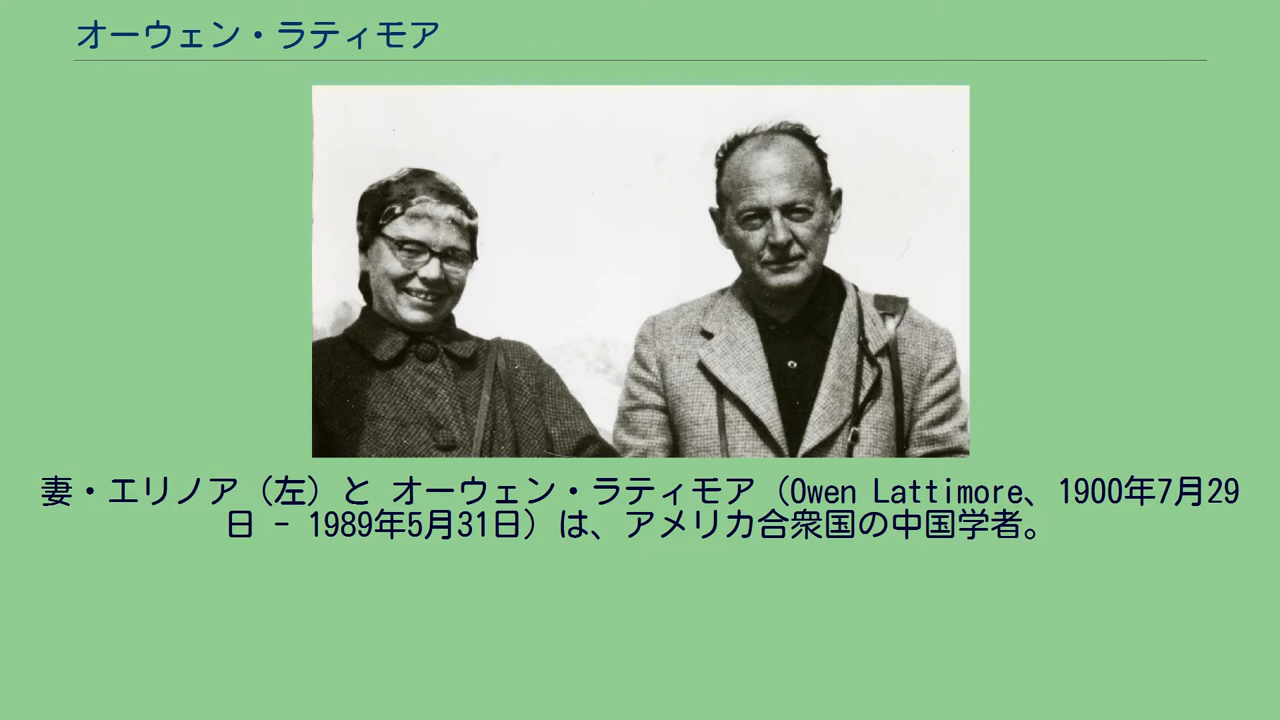 オーウェン・ラティモア
妻・エリノア（左）と オーウェン・ラティモア（Owen Lattimore、1900年7月29
日 - 1989年5月31日）は、アメリカ合衆国の中国学者。